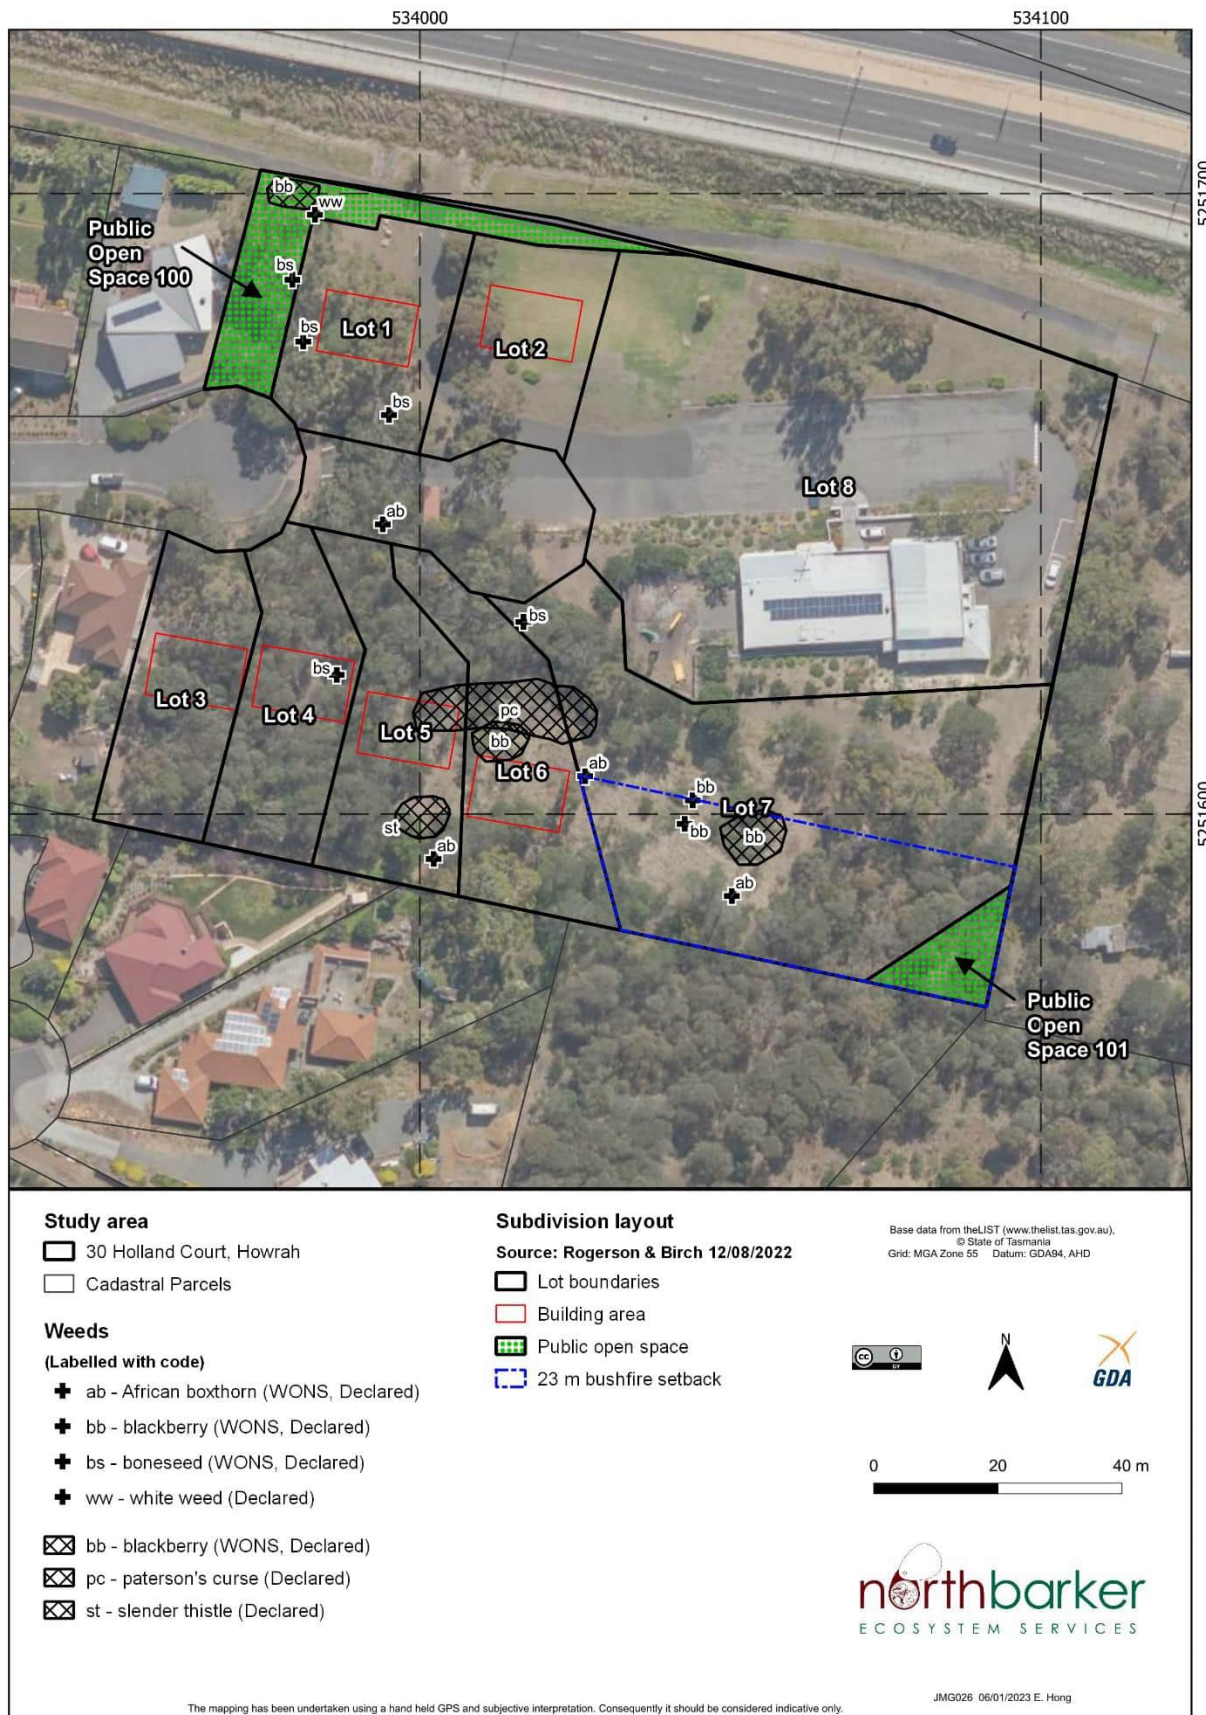 534000
534100
5251700
bb
ww
Public
Open
Space 100
bs
bs
Lot 1
Lot 2
bs
Lot 8
ab
bs
bs
Lot 3
Lot 4
Lot 5
pc
bb
Lot 6
ab
bb
Lot 7
bb
bb
5251600
st
ab
ab
Public
Open
Space 101
Study area
30 Holland Court, Howrah
Cadastral Parcels
Weeds
(Labelled with code)
ab - African boxthorn (WONS, Declared)
bb - blackberry (WONS, Declared)
bs - boneseed (WONS, Declared)
ww - white weed (Declared)
bb - blackberry (WONS, Declared)
pc - paterson's curse (Declared)
st - slender thistle (Declared)
Subdivision layout
Source: Rogerson & Birch 12/08/2022
Lot boundaries
Building area
Public open space
23 m bushfire setback
Base data from theLIST (www.thelist.tas.gov.au),
© State of Tasmania
Grid: MGA Zone 55 Datum: GDA94, AHD
cc
BY
N
GDA
0 20 40 m
northbarker
ECOSYSTEM SERVICES
JMG026 06/01/2023 E. Hong
The mapping has been undertaken using a hand held GPS and subjective interpretation. Consequently it should be considered indicative only.